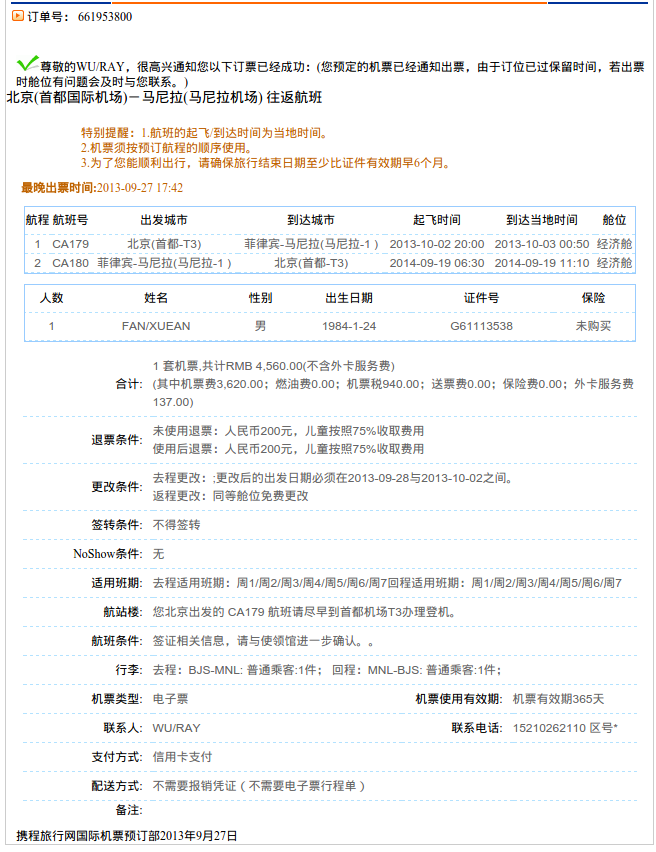 订单号： 661953800
尊敬的WU/RAY，很高兴通知您以下订票已经成功：(您预定的机票已经通知出票，由于订位已过保留时间，若出票
时舱位有问题会及时与您联系。)
北京(首都国际机场)－马尼拉(马尼拉机场) 往返航班
特别提醒：1.航班的起飞/到达时间为当地时间。
2.机票须按预订航程的顺序使用。
3.为了您能顺利出行，请确保旅行结束日期至少比证件有效期早6个月。
最晚出票时间:2013-09-27 17:42
航程 航班号 出发城市 到达城市 起飞时间 到达当地时间 舱位
1 CA179 北京(首都-T3) 菲律宾-马尼拉(马尼拉-1 ) 2013-10-02 20:00 2013-10-03 00:50 经济舱
2 CA180 菲律宾-马尼拉(马尼拉-1 ) 北京(首都-T3) 2014-09-19 06:30 2014-09-19 11:10 经济舱
人数 姓名 性别 出生日期 证件号 保险
1 FAN/XUEAN 男 1984-1-24 G61113538 未购买
1 套机票,共计RMB 4,560.00(不含外卡服务费)
合计: (其中机票费3,620.00；燃油费0.00；机票税940.00；送票费0.00；保险费0.00；外卡服务费
137.00)
退票条件: 未使用退票：人民币200元，儿童按照75%收取费用
使用后退票：人民币200元，儿童按照75%收取费用
更改条件: 去程更改：;更改后的出发日期必须在2013-09-28与2013-10-02之间。
返程更改：同等舱位免费更改
签转条件: 不得签转
NoShow条件: 无
适用班期: 去程适用班期：周1/周2/周3/周4/周5/周6/周7回程适用班期：周1/周2/周3/周4/周5/周6/周7
航站楼: 您北京出发的 CA179 航班请尽早到首都机场T3办理登机。
航班条件: 签证相关信息，请与使领馆进一步确认。。
行李: 去程：BJS-MNL: 普通乘客:1件； 回程：MNL-BJS: 普通乘客:1件；
机票类型: 电子票 机票使用有效期: 机票有效期365天
联系人: WU/RAY 联系电话: 15210262110 区号*
支付方式: 信用卡支付
配送方式: 不需要报销凭证（不需要电子票行程单）
备注:
携程旅行网国际机票预订部2013年9月27日